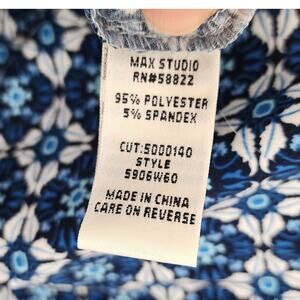 MAX STUDIO
RN#58822
95% POLYESTER
5% SPANDEX
CUT:5000140
STYLE
5906W60
MADE IN CHINA
CARE ON REVERSE